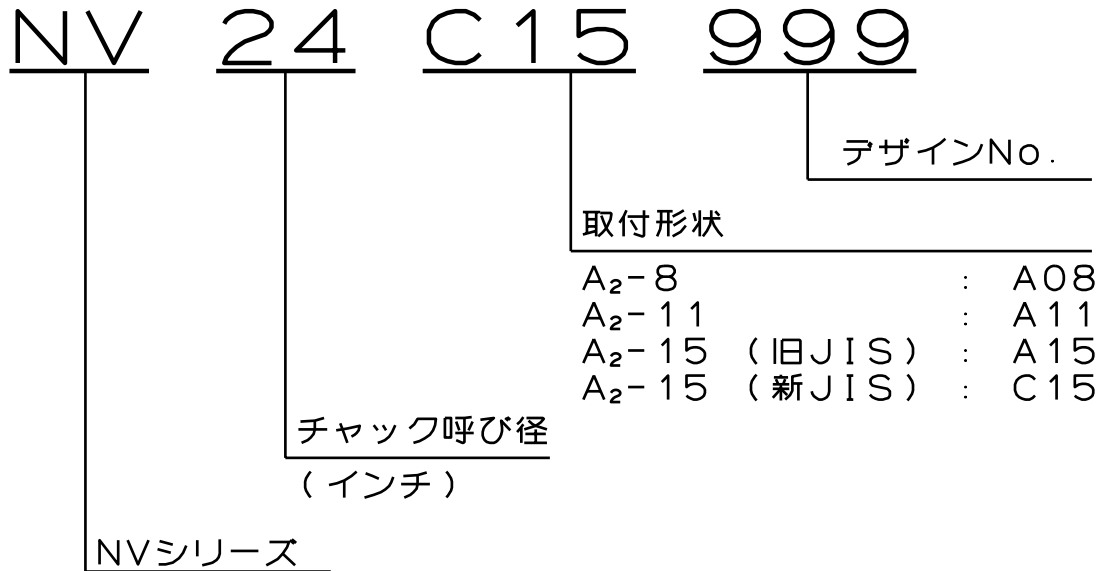 NV 24 C15 999
デザインNo.
取付形状
A₂-8 : A08
A₂-11 : A11
A₂-15 (旧JIS) : A15
A₂-15 (新JIS) : C15
チャック呼び径
(インチ)
NVシリーズ